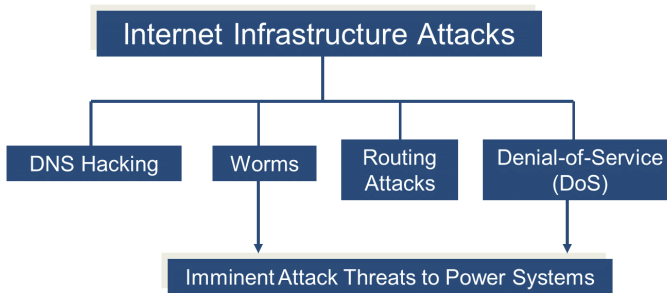 Internet Infrastructure Attacks
DNS Hacking
Worms
Routing
Attacks
Denial-of-Service
(DoS)
Imminent Attack Threats to Power Systems